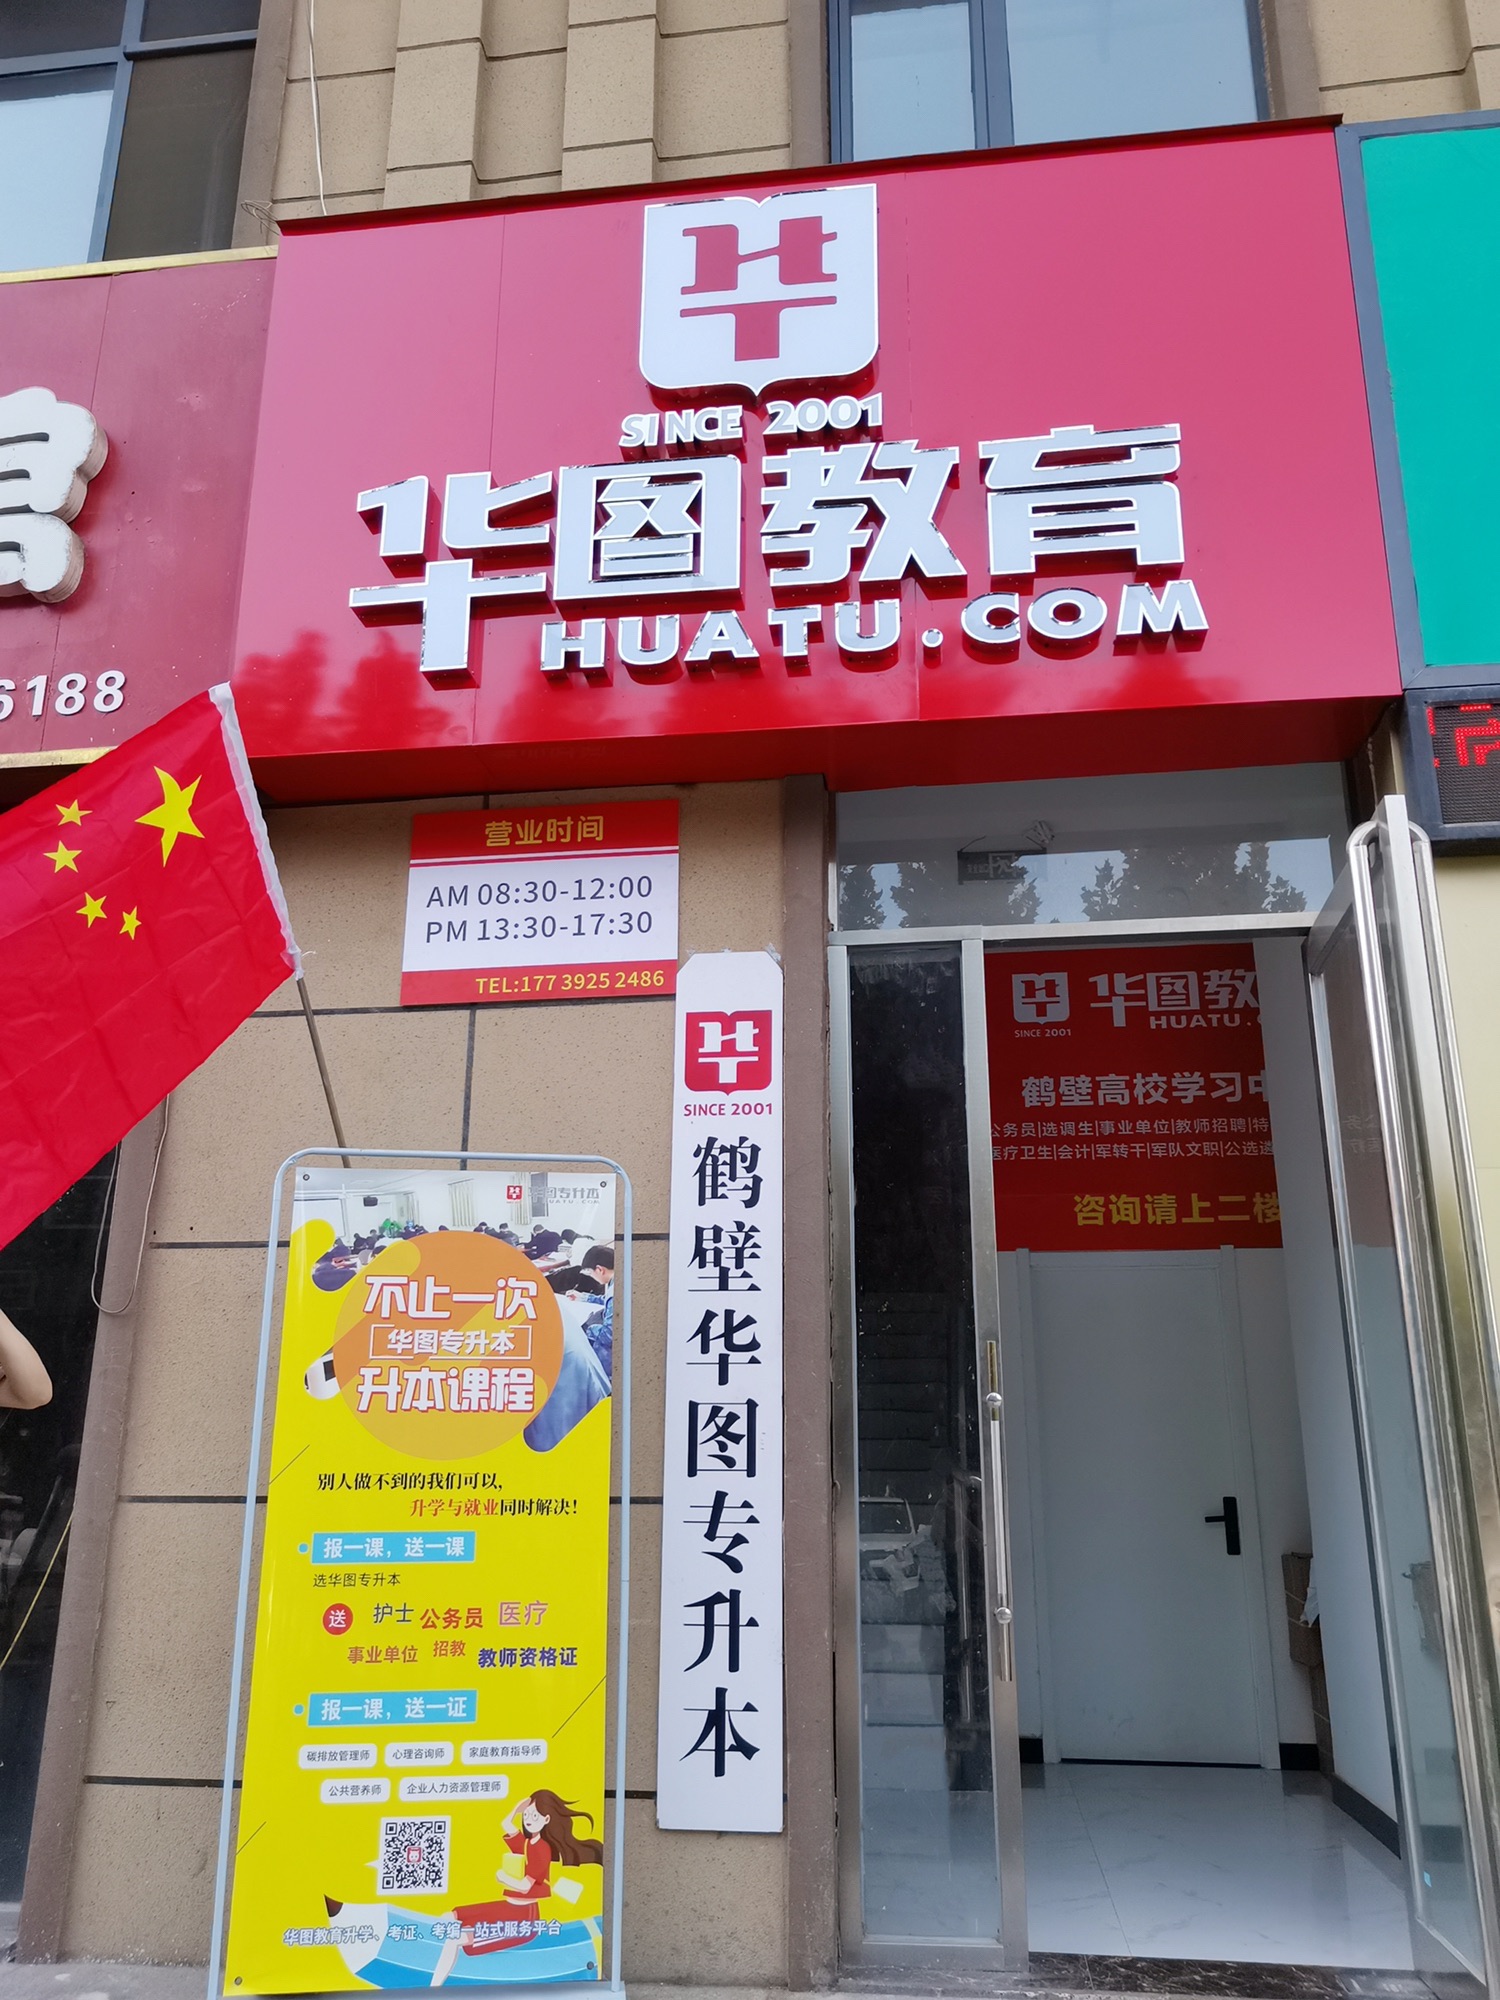 SINCE 2001
华图教育
HUATU.COM
6188
营业时间
AM 08:30-12:00
PM 13:30-17:30
TEL:177 3925 2486
SINCE 2001
鹤壁华图专升本
SINCE 2001
华图教
HUATU.
鹤壁高校学习中
公务员|选调生|事业单位|教师招聘|特
医疗卫生|会计|军转干|军队文职|公选遴
咨询请上二楼
华图专升本
HUATU.COM
不止一次
华图专升本
升本课程
别人做不到的我们可以，
升学与就业同时解决！
报一课，送一课
选华图专升本
送 护士 公务员 医疗
事业单位 招教 教师资格证
报一课，送一证
碳排放管理师 心理咨询师 家庭教育指导师
公共营养师 企业人力资源管理师
华图教育升学、考证、考编一站式服务平台